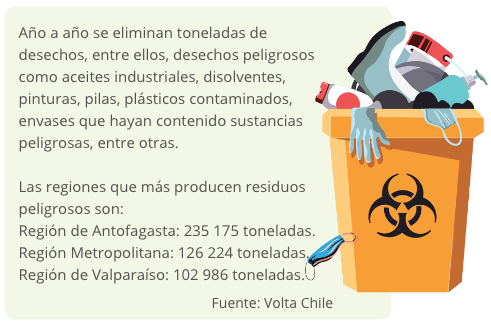 Año a año se eliminan toneladas de
desechos, entre ellos, desechos peligrosos
como aceites industriales, disolventes,
pinturas, pilas, plásticos contaminados,
envases que hayan contenido sustancias
peligrosas, entre otras.
Las regiones que más producen residuos
peligrosos son:
Región de Antofagasta: 235 175 toneladas.
Región Metropolitana: 126 224 toneladas.
Región de Valparaíso: 102 986 toneladas.
Fuente: Volta Chile